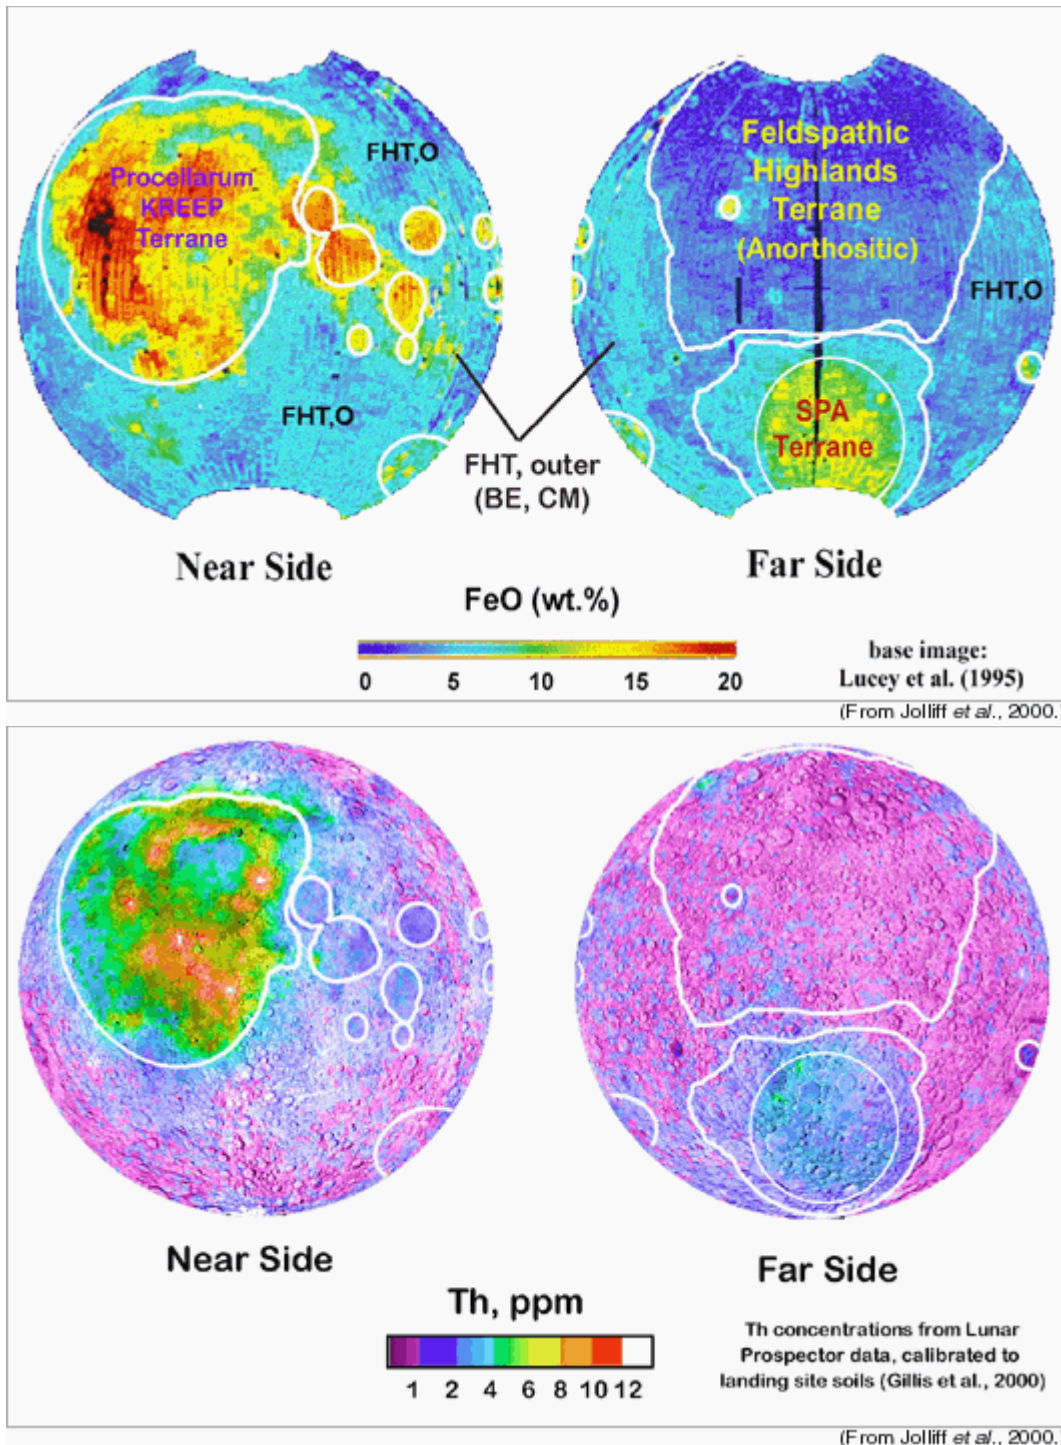 FHT,O
Procellarum
KREEP
Terrane
FHT,O
Feldspathic
Highlands
Terrane
(Anorthositic)
FHT,O
SPA
Terrane
FHT, outer
(BE, CM)
Near Side
Far Side
FeO (wt.%)
0 5 10 15 20
base image:
Lucey et al. (1995)
(From Jolliff et al., 2000.
Near Side
Far Side
Th, ppm
1 2 4 6 8 10 12
Th concentrations from Lunar
Prospector data, calibrated to
landing site soils (Gillis et al., 2000)
(From Jolliff et al., 2000.